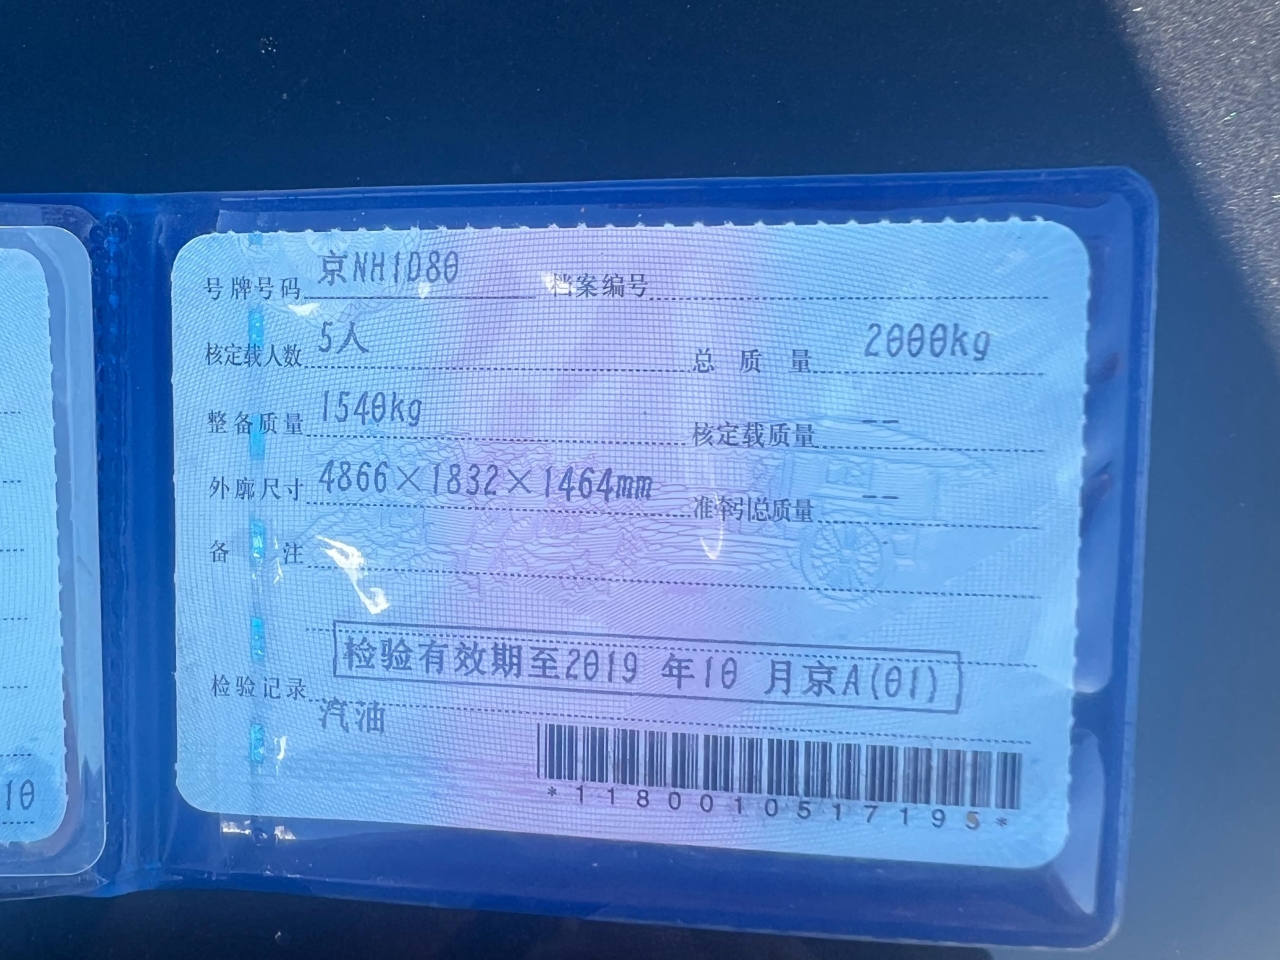 号牌号码 京NH1D80 档案编号
核定载人数 5人 总质量 2000kg
整备质量 1540kg 核定载质量 --
外廓尺寸 4866×1832×1464mm 准牵引总质量 --
备注
检验有效期至2019 年10 月京A(01)
检验记录
汽油
*1180010517195*
10